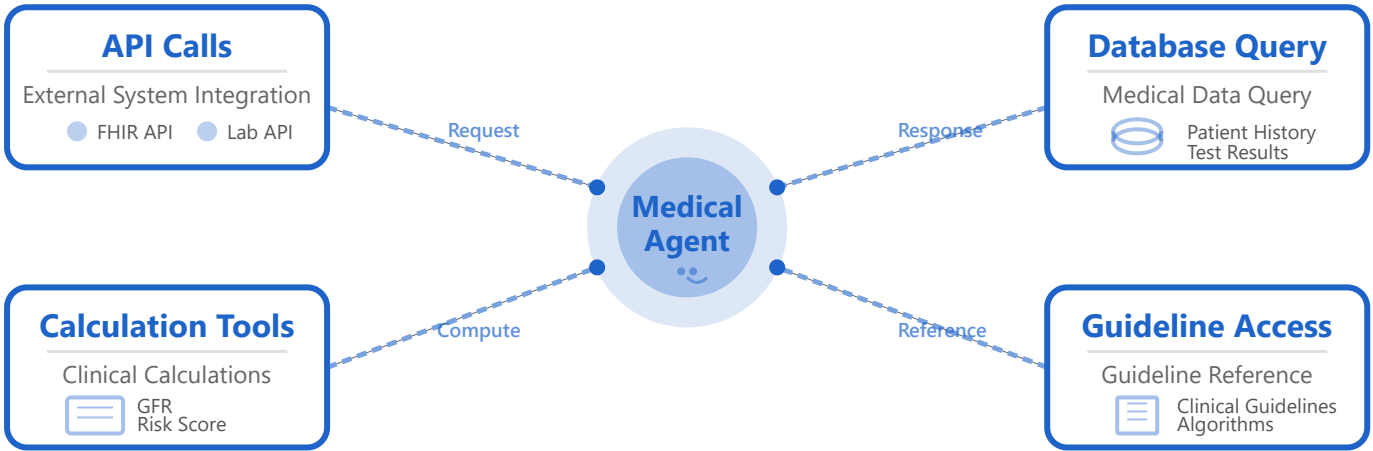 API Calls
External System Integration
FHIR API
Lab API
Request
Medical
Agent
Response
Database Query
Medical Data Query
Patient History
Test Results
Calculation Tools
Clinical Calculations
GFR
Risk Score
Compute
Reference
Guideline Access
Guideline Reference
Clinical Guidelines
Algorithms